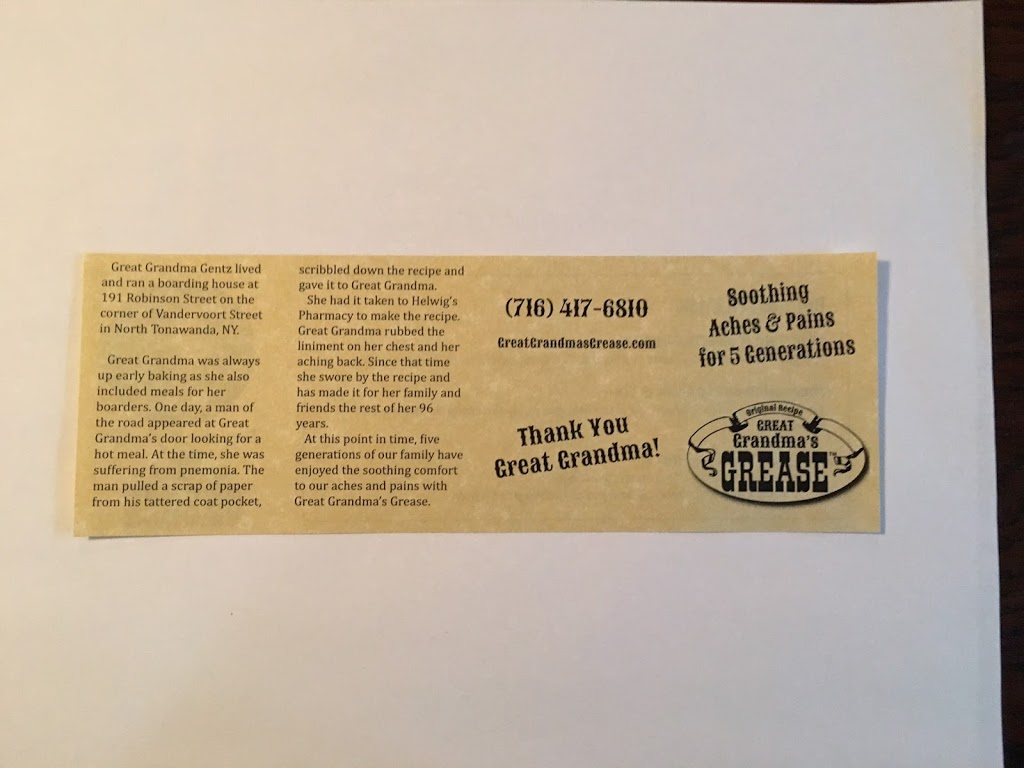 Great Grandma Gentz lived
and ran a boarding house at
191 Robinson Street on the
corner of Vandervoort Street
in North Tonawanda, NY.
Great Grandma was always
up early baking as she also
included meals for her
boarders. One day, a man of
the road appeared at Great
Grandma's door looking for a
hot meal. At the time, she was
suffering from pnemonia. The
man pulled a scrap of paper
from his tattered coat pocket,
scribbled down the recipe and
gave it to Great Grandma.
She had it taken to Helwig's
Pharmacy to make the recipe.
Great Grandma rubbed the
liniment on her chest and her
aching back. Since that time
she swore by the recipe and
has made it for her family and
friends the rest of her 96
years.
At this point in time, five
generations of our family have
enjoyed the soothing comfort
to our aches and pains with
Great Grandma's Grease.
(716) 417-6810
GreatGrandmasGrease.com
Thank You
Great Grandma!
Soothing
Aches & Pains
for 5 Generations
Original Recipe
GREAT
Grandma's
GREASE™